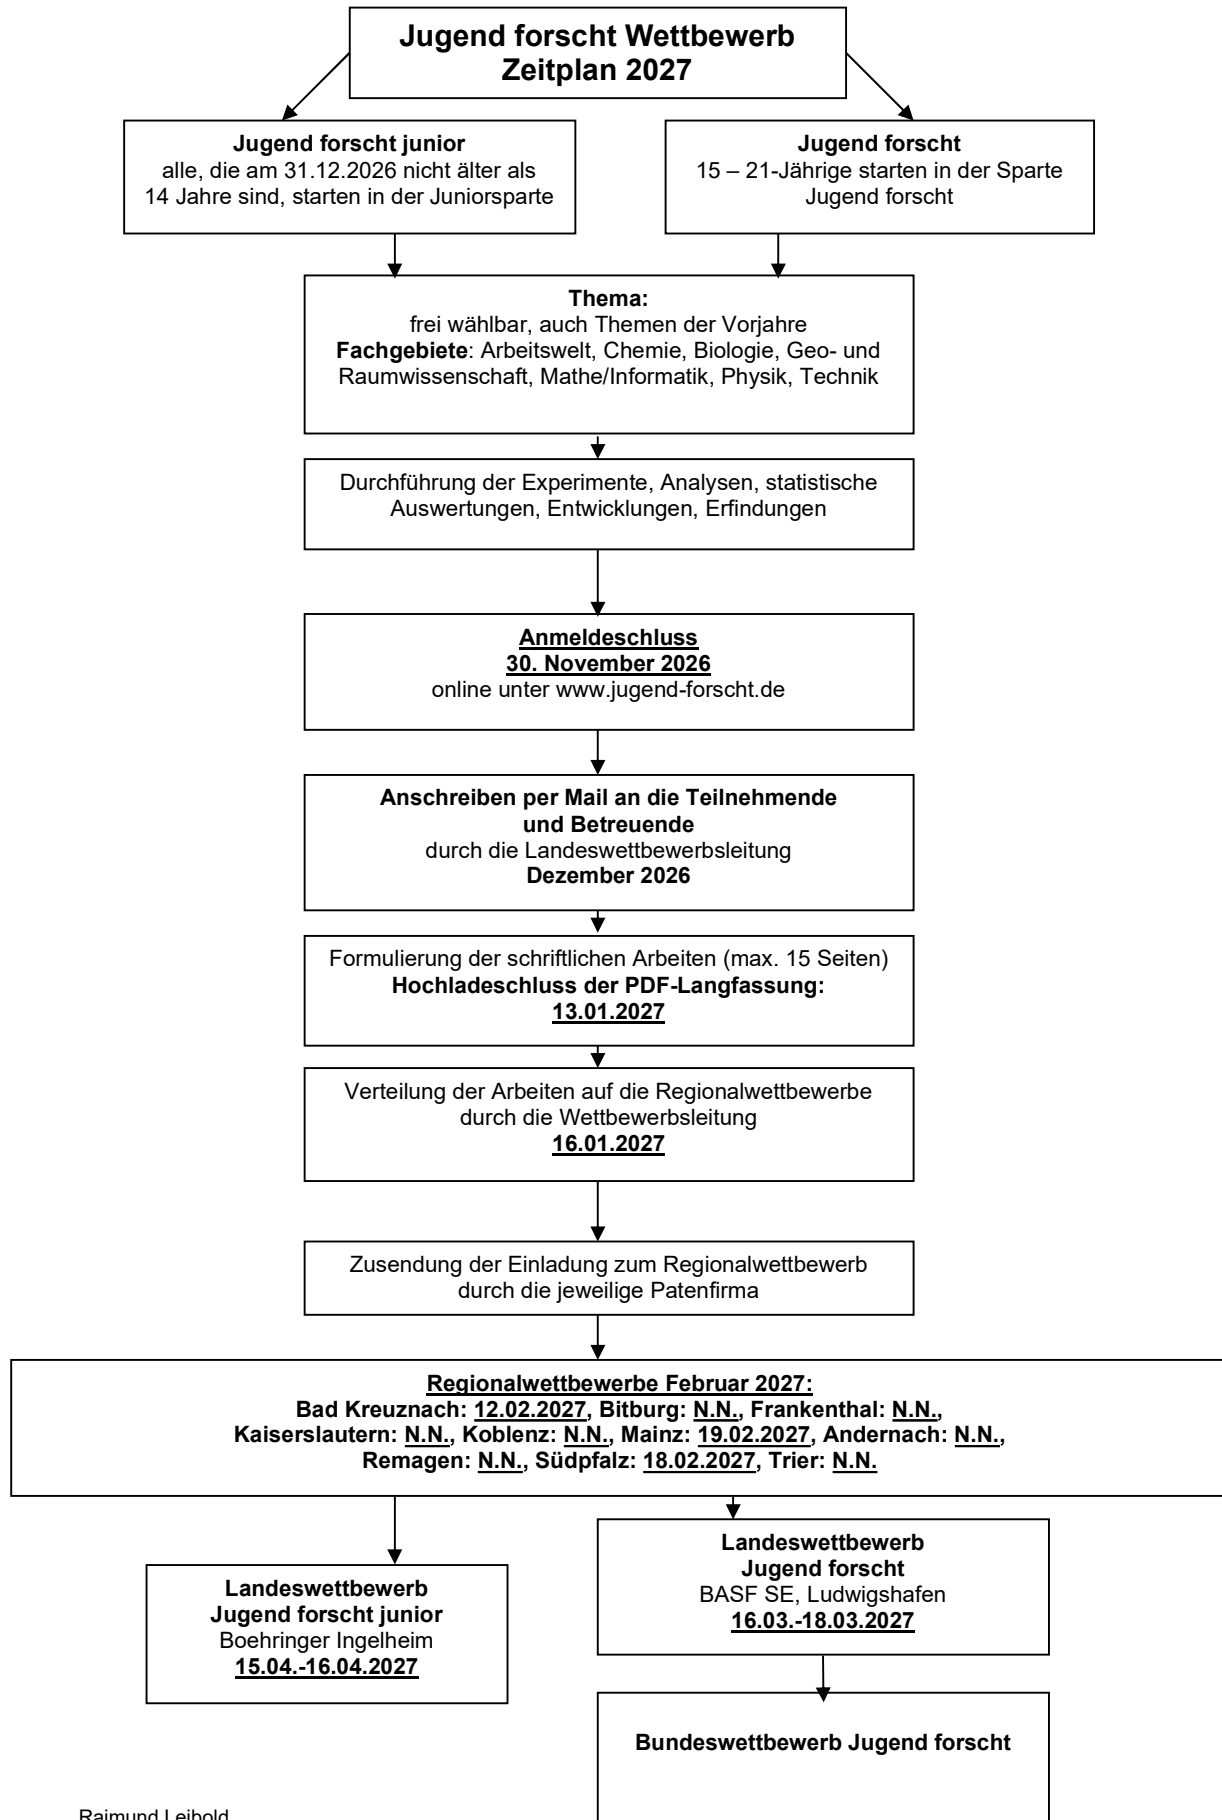 Jugend forscht Wettbewerb
Zeitplan 2027
Jugend forscht junior
alle, die am 31.12.2026 nicht älter als
14 Jahre sind, starten in der Juniorsparte
Jugend forscht
15 – 21-Jährige starten in der Sparte
Jugend forscht
Thema:
frei wählbar, auch Themen der Vorjahre
Fachgebiete: Arbeitswelt, Chemie, Biologie, Geo- und
Raumwissenschaft, Mathe/Informatik, Physik, Technik
Durchführung der Experimente, Analysen, statistische
Auswertungen, Entwicklungen, Erfindungen
Anmeldeschluss
30. November 2026
online unter www.jugend-forscht.de
Anschreiben per Mail an die Teilnehmende
und Betreuende
durch die Landeswettbewerbsleitung
Dezember 2026
Formulierung der schriftlichen Arbeiten (max. 15 Seiten)
Hochladeschluss der PDF-Langfassung:
13.01.2027
Verteilung der Arbeiten auf die Regionalwettbewerbe
durch die Wettbewerbsleitung
16.01.2027
Zusendung der Einladung zum Regionalwettbewerb
durch die jeweilige Patenfirma
Regionalwettbewerbe Februar 2027:
Bad Kreuznach: 12.02.2027, Bitburg: N.N., Frankenthal: N.N.,
Kaiserslautern: N.N., Koblenz: N.N., Mainz: 19.02.2027, Andernach: N.N.,
Remagen: N.N., Südpfalz: 18.02.2027, Trier: N.N.
Landeswettbewerb
Jugend forscht junior
Boehringer Ingelheim
15.04.-16.04.2027
Landeswettbewerb
Jugend forscht
BASF SE, Ludwigshafen
16.03.-18.03.2027
Bundeswettbewerb Jugend forscht
Raimund Leibold